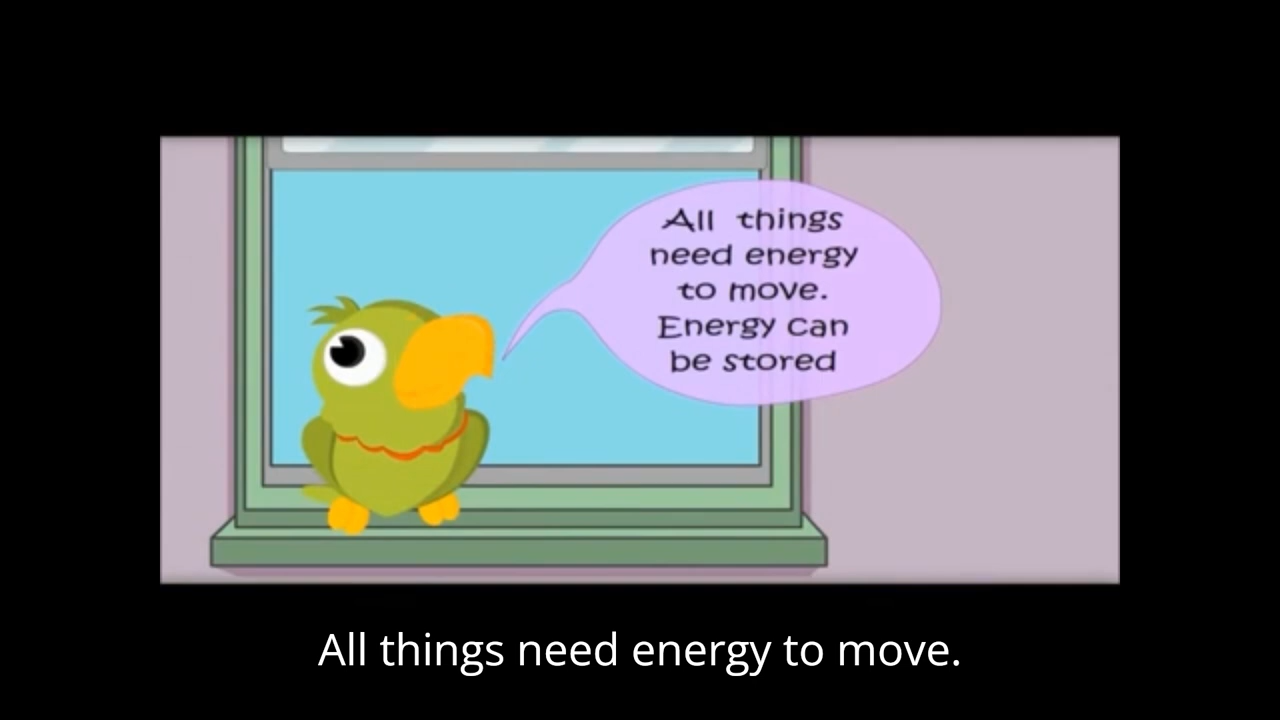 All things
need energy
to move.
Energy can
be stored
All things need energy to move.